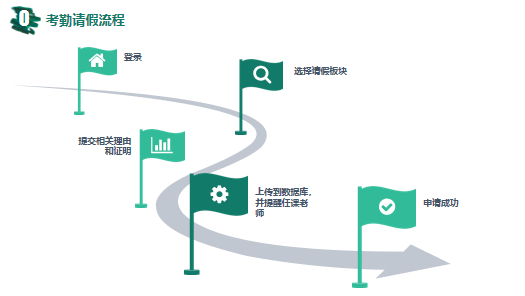 考勤请假流程
登录
选择请假板块
提交相关理由
和证明
上传到数据库，
并提醒任课老
师
申请成功